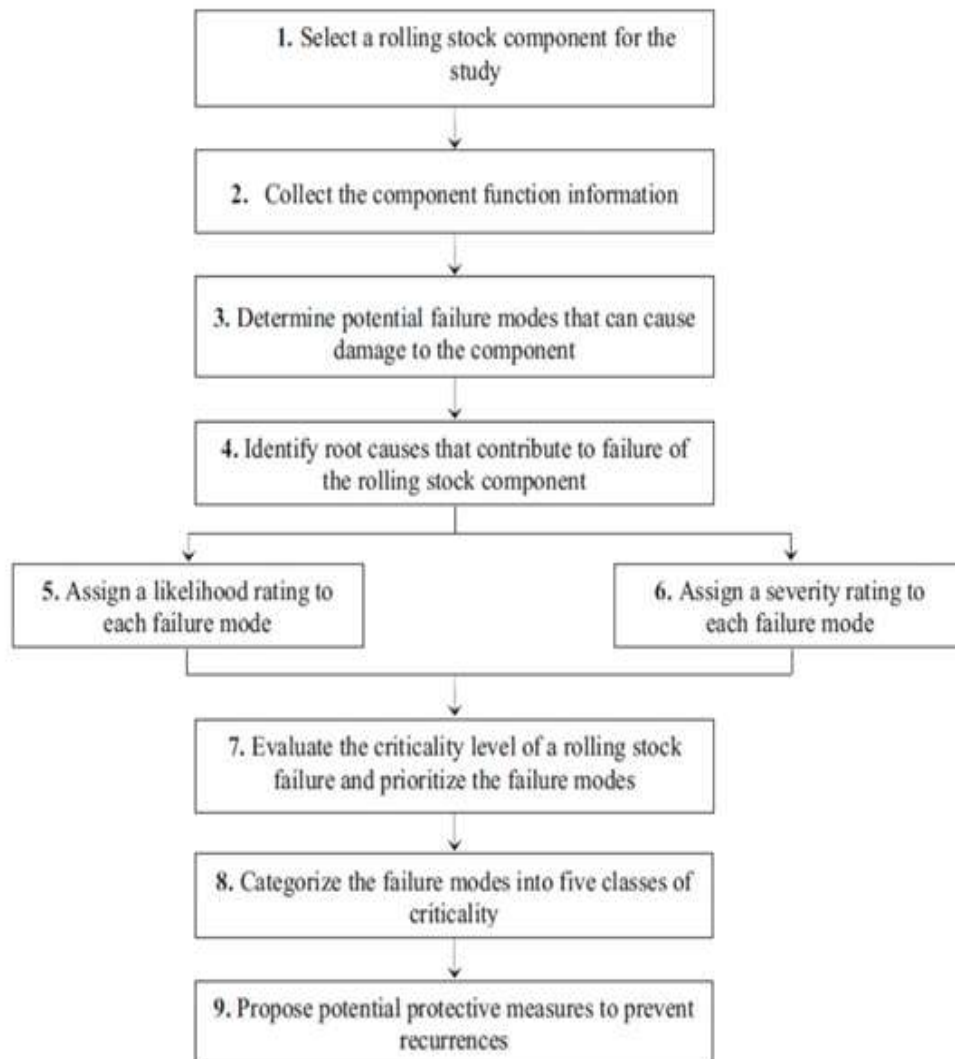 1. Select a rolling stock component for the
study
2. Collect the component function information
3. Determine potential failure modes that can cause
damage to the component
4. Identify root causes that contribute to failure of
the rolling stock component
5. Assign a likelihood rating to
each failure mode
6. Assign a severity rating to
each failure mode
7. Evaluate the criticality level of a rolling stock
failure and prioritize the failure modes
8. Categorize the failure modes into five classes of
criticality
9. Propose potential protective measures to prevent
recurrences